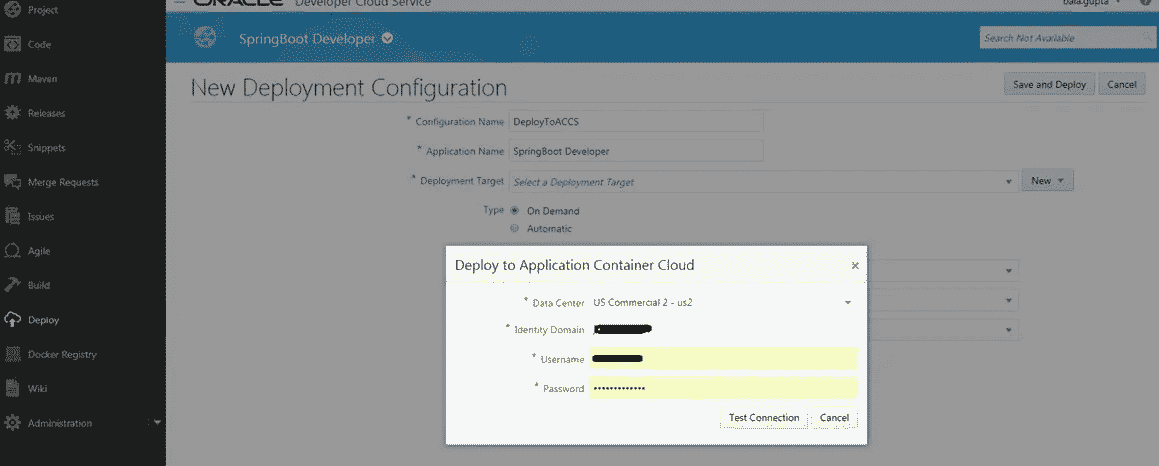 Project
ORACLE Developer Cloud Service
bala.gupta
Code
SpringBoot Developer
Search Not Available
Maven
New Deployment Configuration
Save and Deploy
Cancel
Releases
* Configuration Name DeployToACCS
Snippets
* Application Name SpringBoot Developer
Merge Requests
* Deployment Target Select a Deployment Target New
Issues
Type On Demand
Automatic
Agile
Deploy to Application Container Cloud ×
Build
* Data Center US Commercial 2 - us2
Deploy
* Identity Domain
Docker Registry
* Username
Wiki
* Password •••••••••••••
Administration
Test Connection Cancel